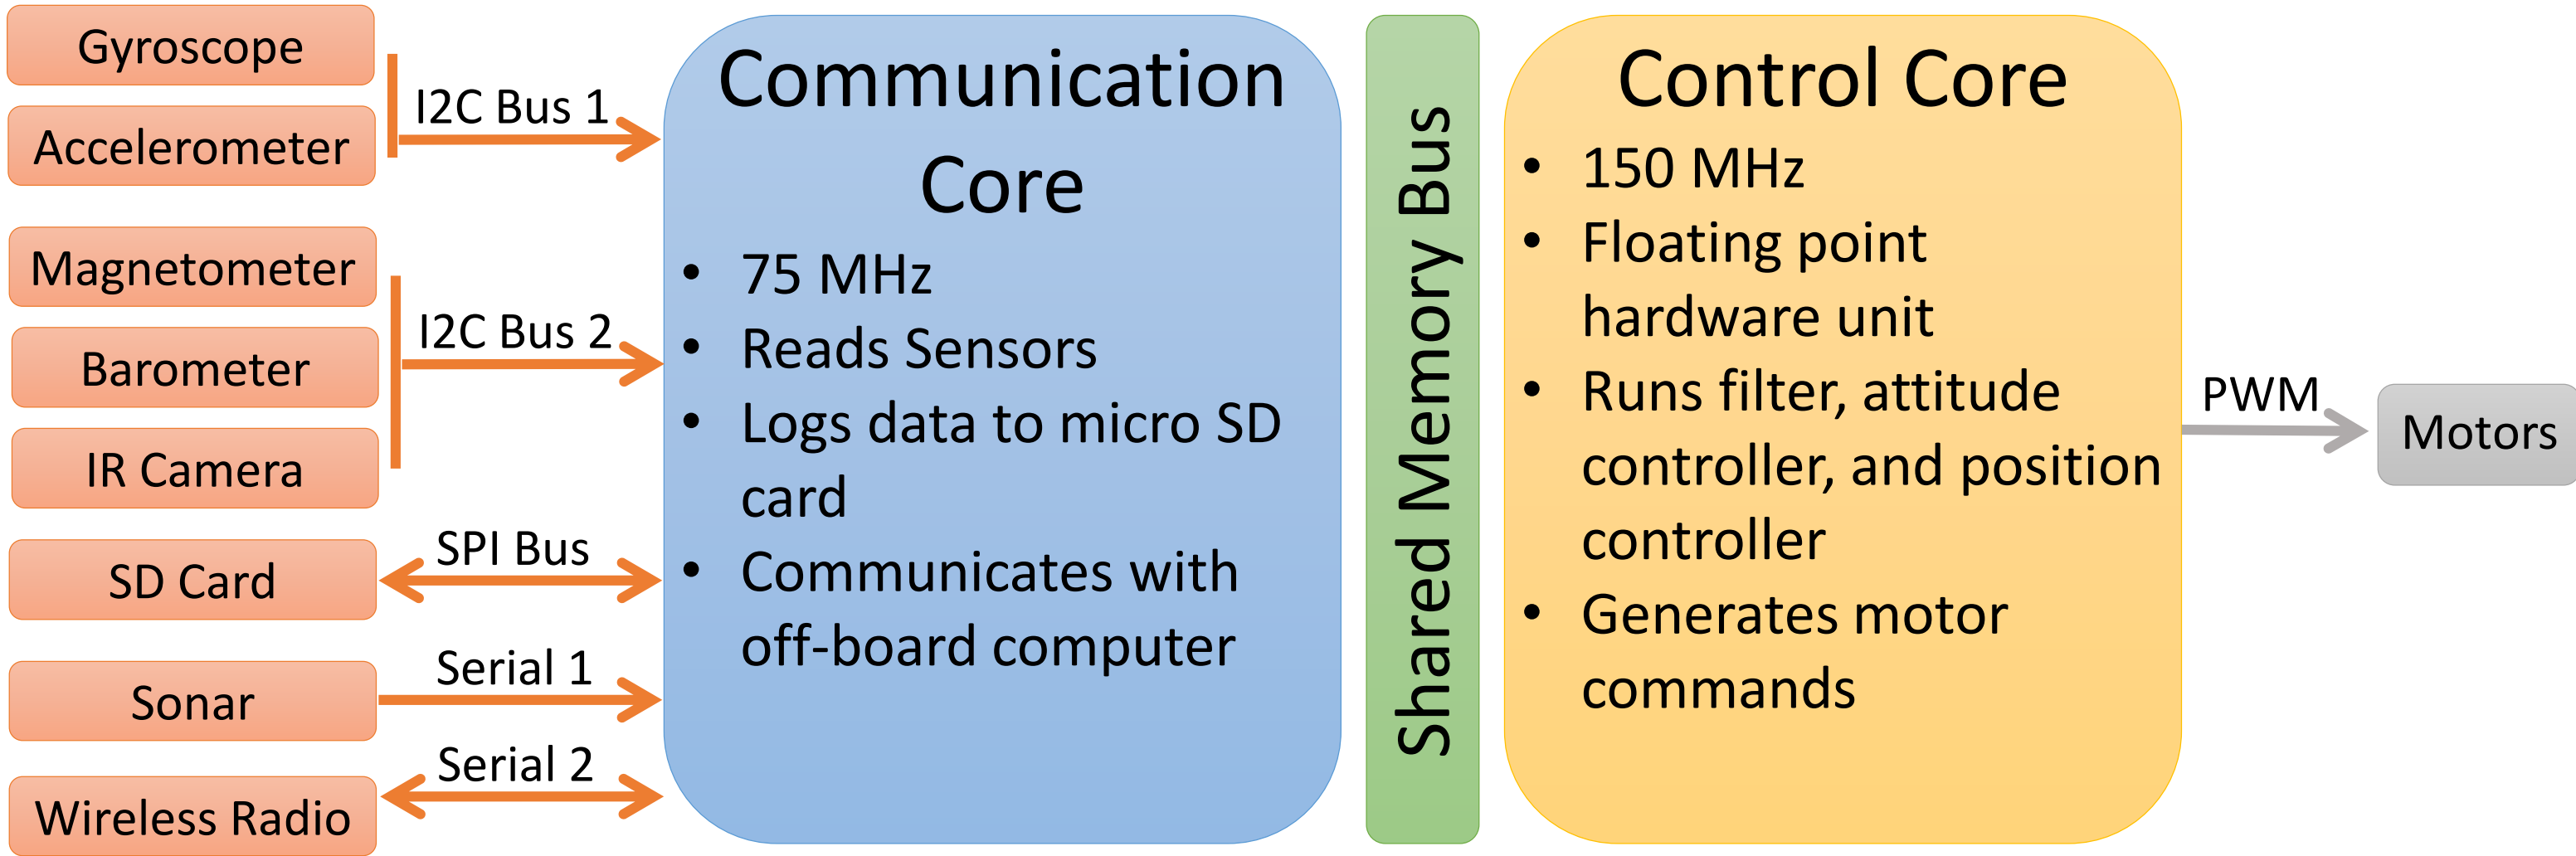 Gyroscope
Accelerometer
I2C Bus 1
Magnetometer
Barometer
IR Camera
I2C Bus 2
SD Card
SPI Bus
Sonar
Serial 1
Wireless Radio
Serial 2
Communication
Core
• 75 MHz
• Reads Sensors
• Logs data to micro SD
card
• Communicates with
off-board computer
Shared Memory Bus
Control Core
• 150 MHz
• Floating point
hardware unit
• Runs filter, attitude
controller, and position
controller
• Generates motor
commands
PWM
Motors